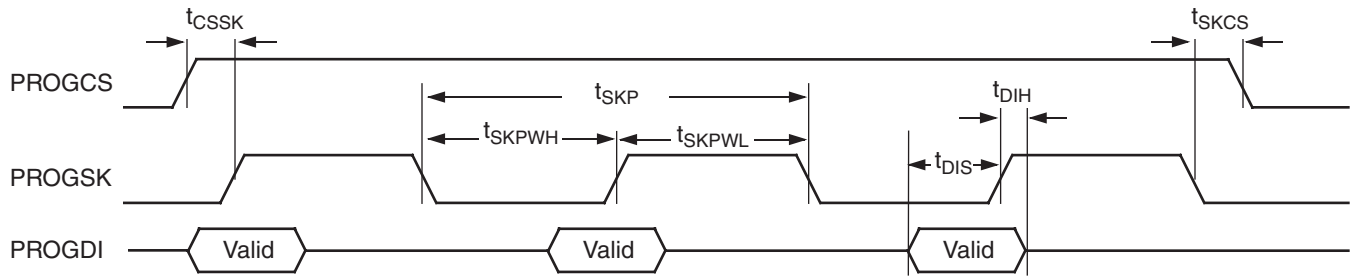 tCSSK
tSKCS
PROGCS
tSKP
tDIH
tSKPWH
tSKPWL
tDIS
PROGSK
PROGDI
Valid
Valid
Valid